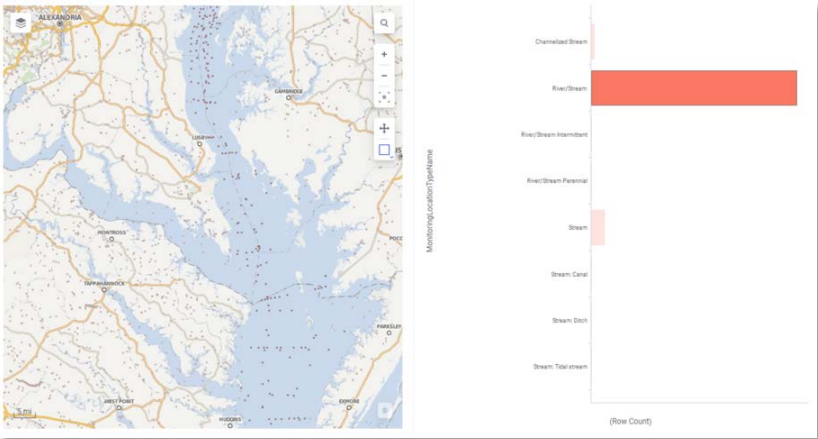 ALEXANDRIA
CAMBRIDGE
LUSBY
MONTROSS
TAPPAHANNOCK
PARKSLEY
WEST POINT
EXMORE
HUDGINS
5 mi
MonitoringLocationTypeName
Channelized Stream
River/Stream
River/Stream Intermittent
River/Stream Perennial
Stream
Stream: Canal
Stream: Ditch
Stream: Tidal stream
(Row Count)